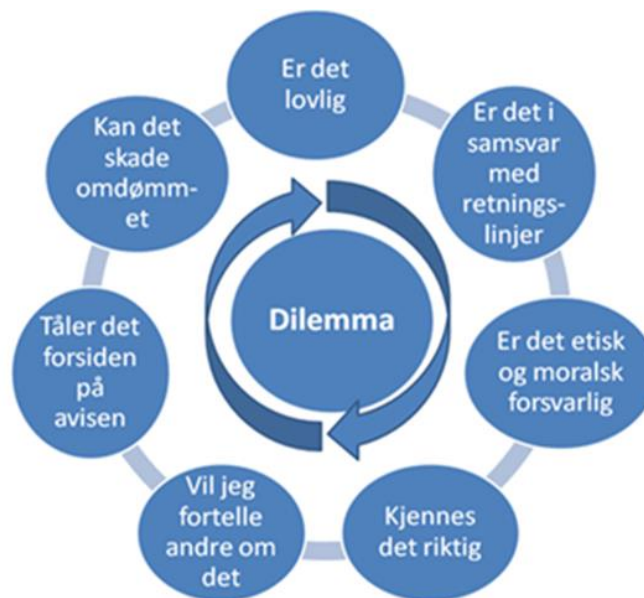 Er det
lovlig
Er det i
samsvar
med
retnings-
linjer
Er det etisk
og moralsk
forsvarlig
Kjennes
det riktig
Vil jeg
fortelle
andre om
det
Tåler det
forsiden
på
avisen
Kan det
skade
omdømm-
et
Dilemma